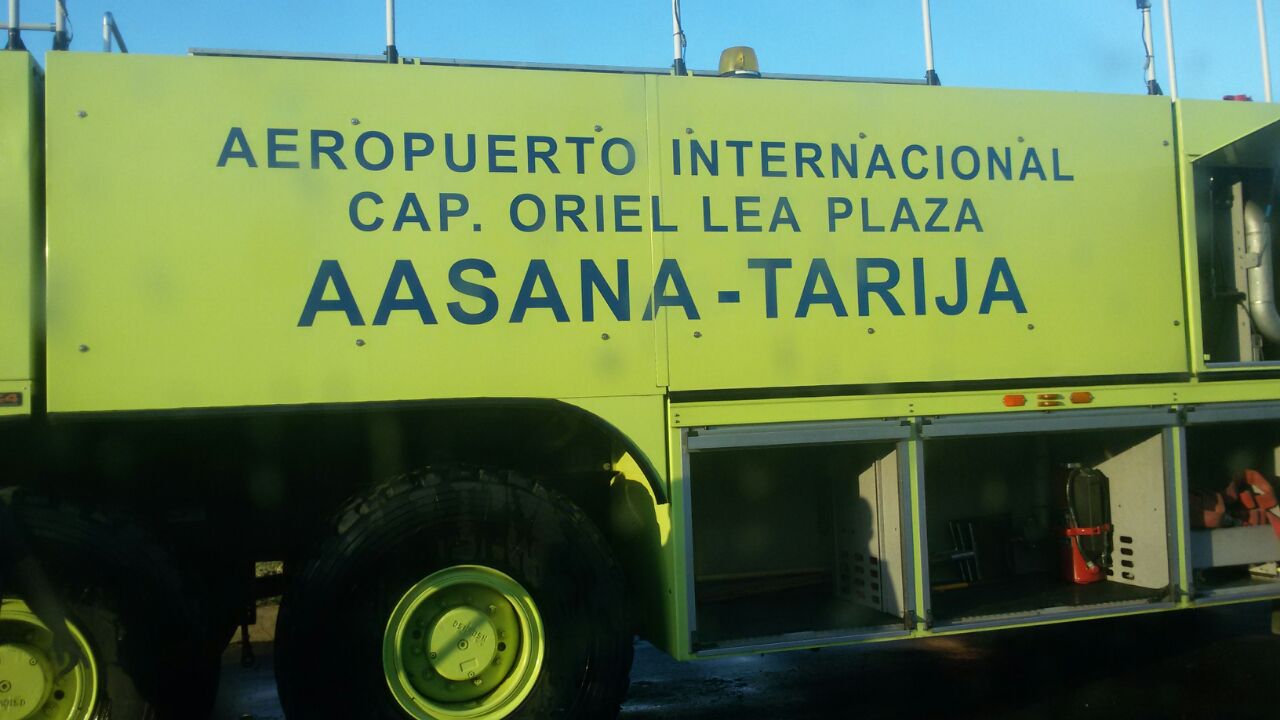 AEROPUERTO INTERNACIONAL
CAP. ORIEL LEA PLAZA
AASANA - TARIJA